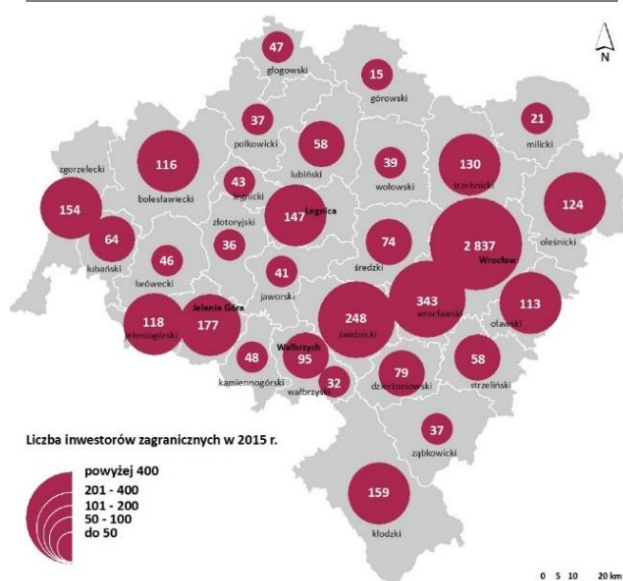 47
głogowski
N
15
górowski
37
polkowicki
21
milicki
58
lubiński
39
wołowski
130
trzebnicki
zgorzelecki
116
bolesławiecki
43
legnicki
124
oleśnicki
154
147
Legnica
złotoryjski
36
64
lubański
46
lwówecki
74
średzki
2 837
Wrocław
41
jaworski
343
wrocławski
113
oławski
118
jeleniogórski
Jelenia Góra
177
248
świdnicki
Wałbrzych
95
48
kamiennogórski
32
wałbrzyski
79
dzierżoniowski
58
strzeliński
37
ząbkowicki
159
kłodzki
Liczba inwestorów zagranicznych w 2015 r.
powyżej 400
201 - 400
101 - 200
50 - 100
do 50
0 5 10 20 km